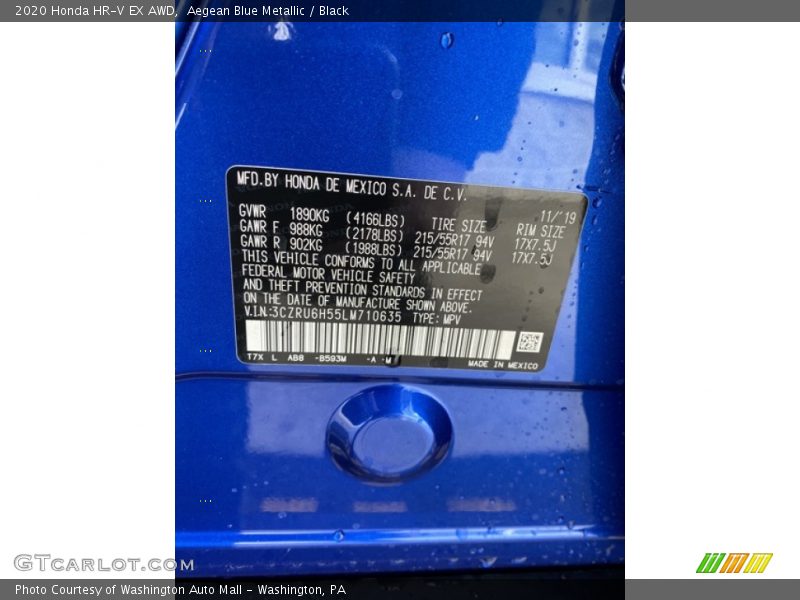 2020 Honda HR-V EX AWD, Aegean Blue Metallic / Black
MFD.BY HONDA DE MEXICO S.A. DE C.V.
11/'19
GVWR 1890KG (4166LBS) TIRE SIZE RIM SIZE
GAWR F 988KG (2178LBS) 215/55R17 94V 17X7.5J
GAWR R 902KG (1988LBS) 215/55R17 94V 17X7.5J
THIS VEHICLE CONFORMS TO ALL APPLICABLE
FEDERAL MOTOR VEHICLE SAFETY
AND THEFT PREVENTION STANDARDS IN EFFECT
ON THE DATE OF MANUFACTURE SHOWN ABOVE.
V.I.N:3CZRU6H55LM710635 TYPE: MPV
T7X L AB8 -B593M -A -M
MADE IN MEXICO
GTcarlot.com
Photo Courtesy of Washington Auto Mall - Washington, PA